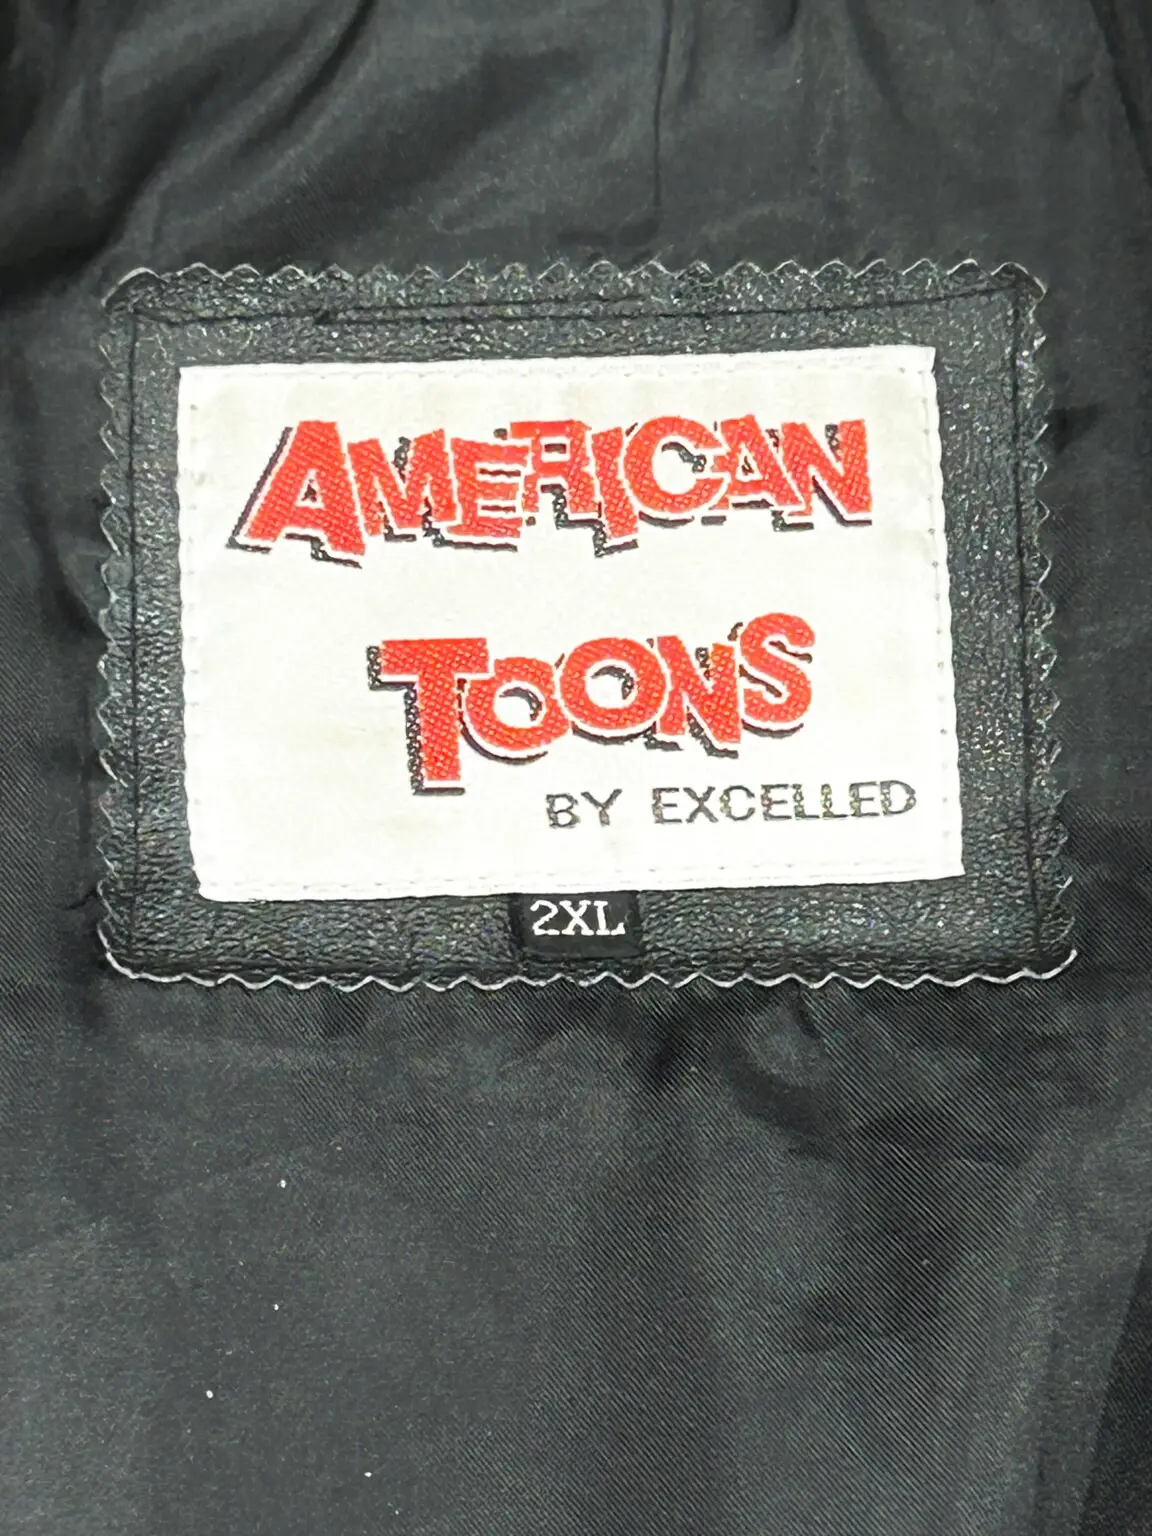 AMERICAN
TOONS
BY EXCELLED
2XL